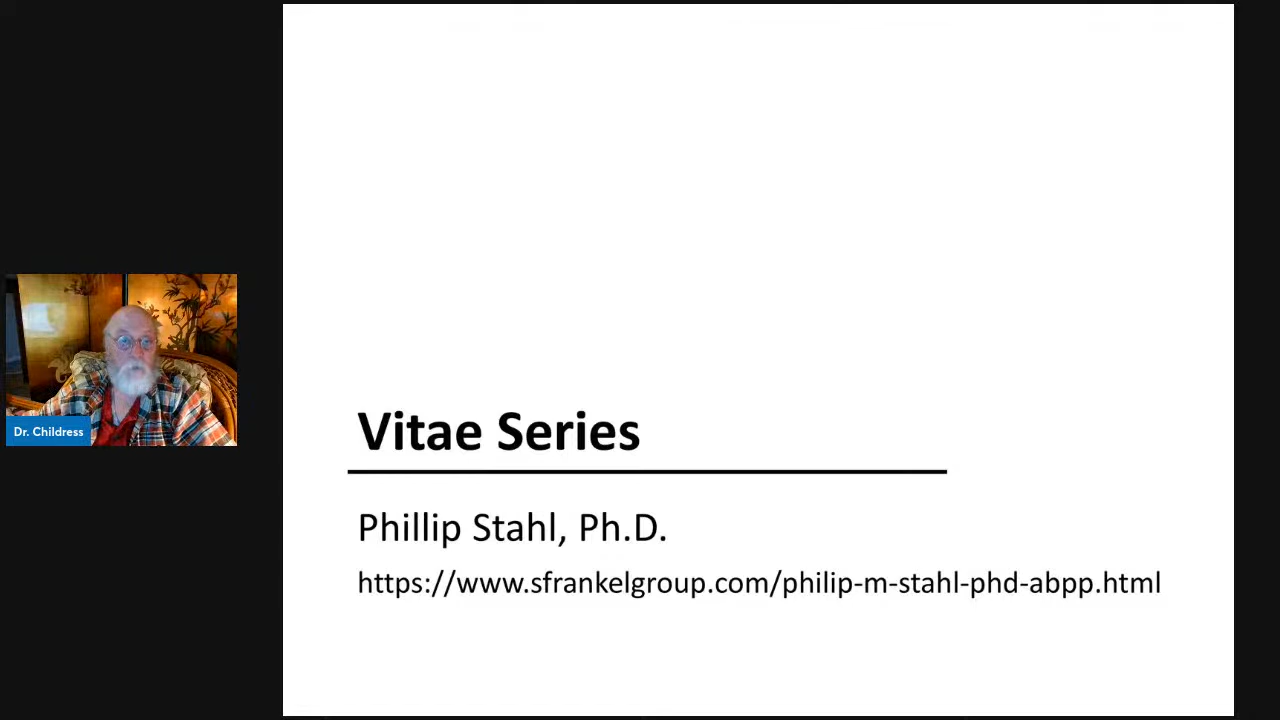 Dr. Childress
Vitae Series
Phillip Stahl, Ph.D.
https://www.sfrankelgroup.com/philip-m-stahl-phd-abpp.html